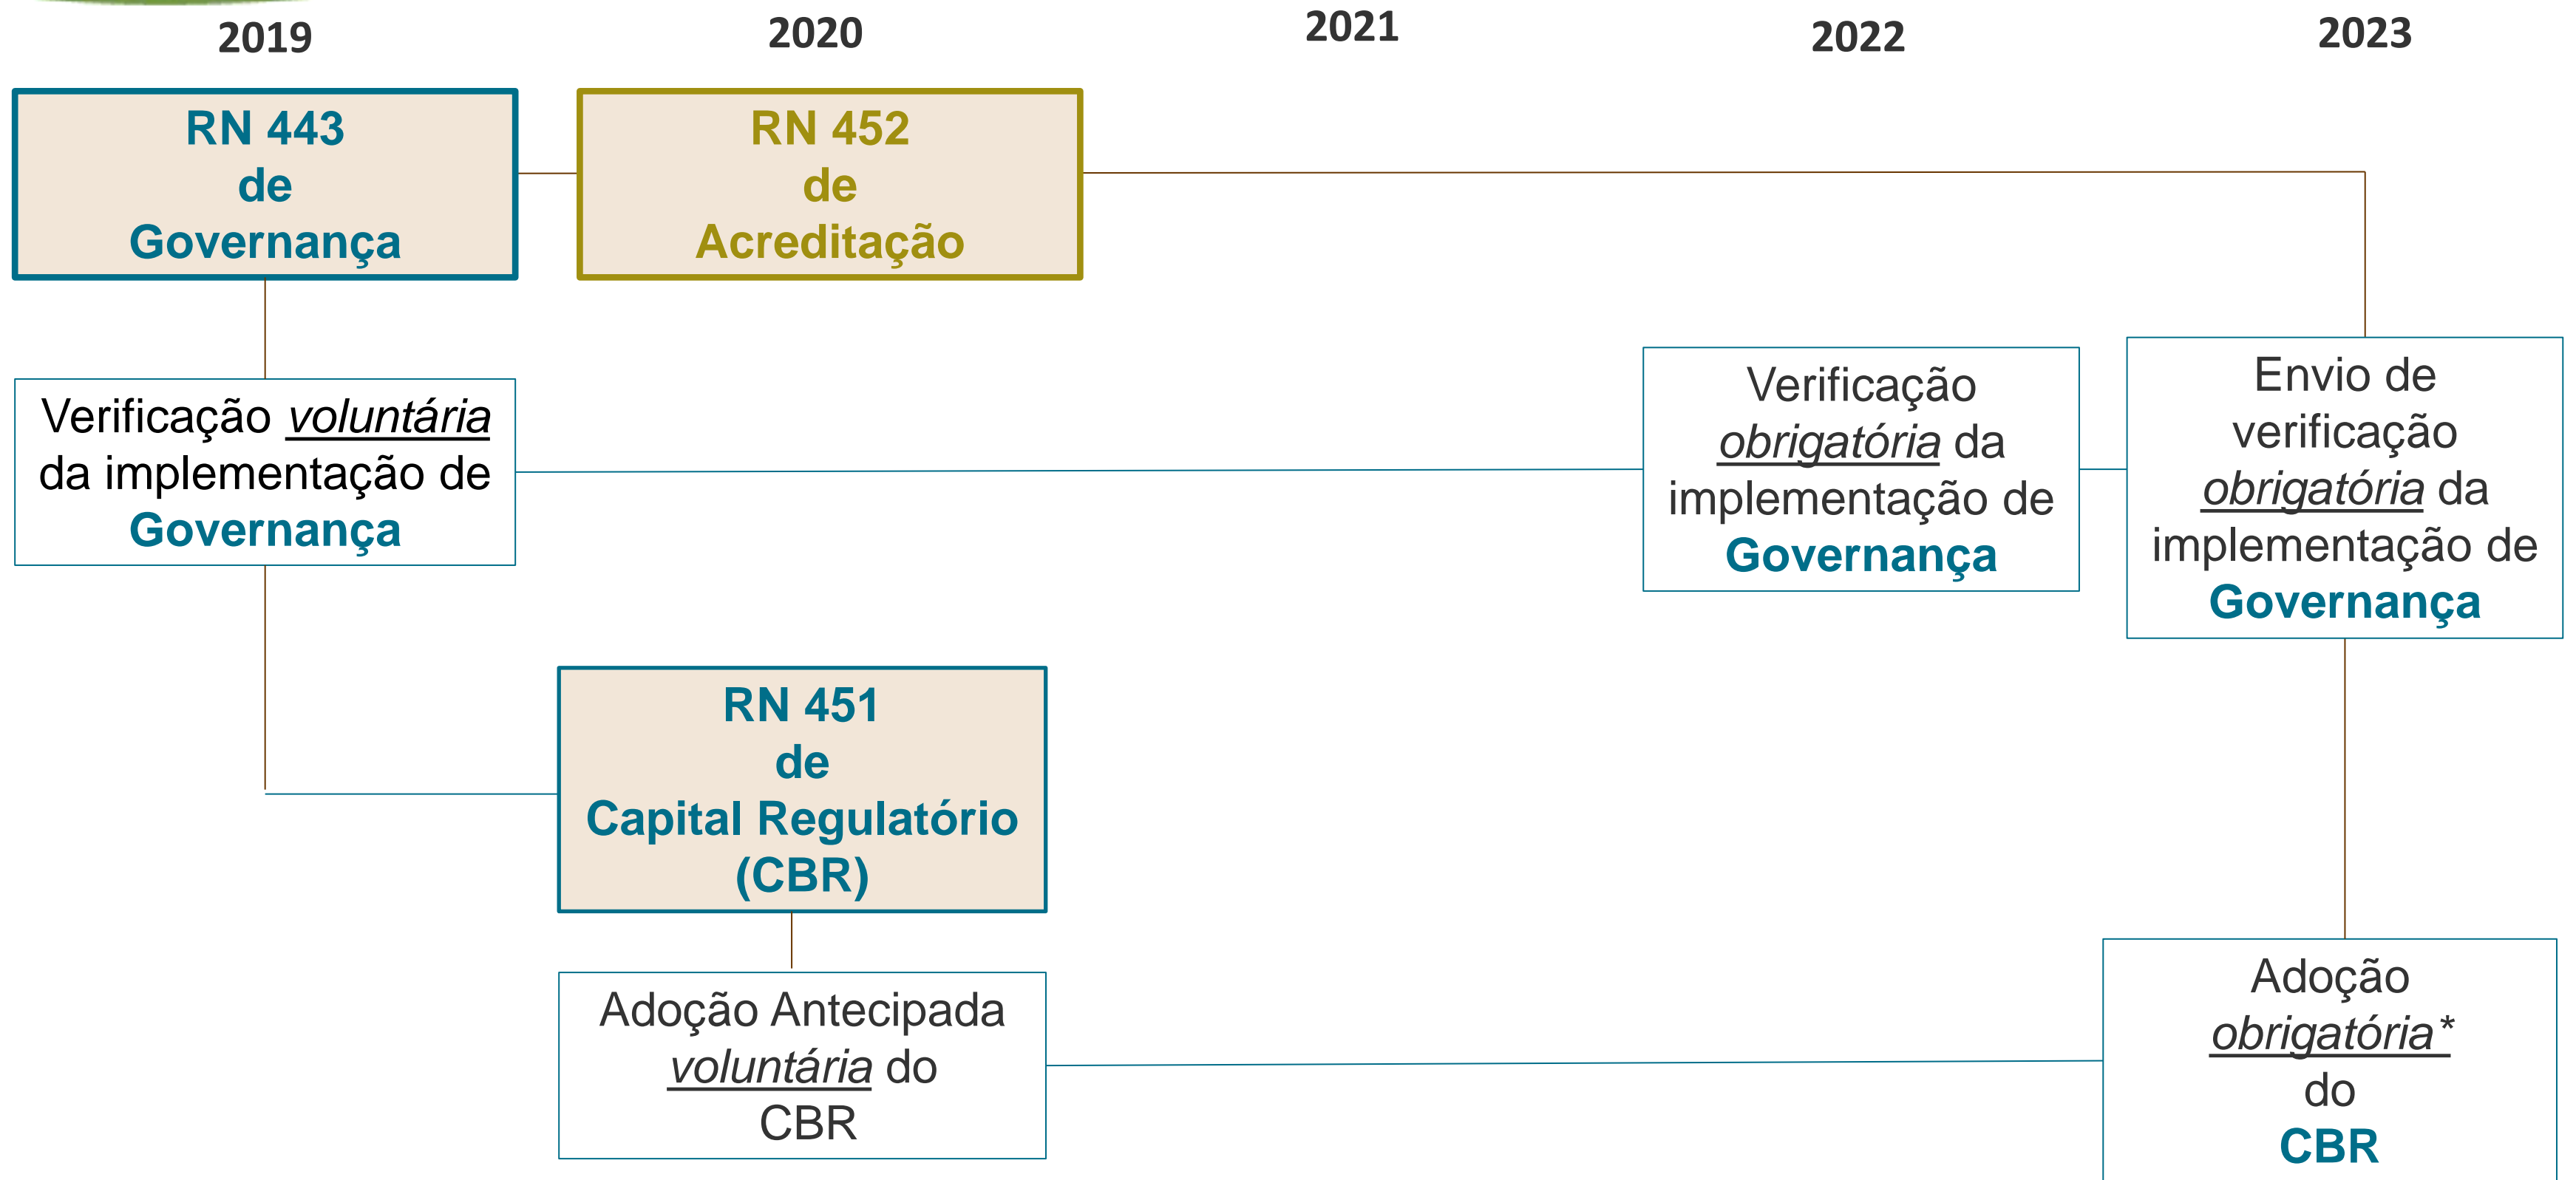 2019
2020
2021
2022
2023
RN 443
de
Governança
RN 452
de
Acreditação
Verificação voluntária
da implementação de
Governança
Verificação
obrigatória da
implementação de
Governança
Envio de
verificação
obrigatória da
implementação de
Governança
RN 451
de
Capital Regulatório
(CBR)
Adoção Antecipada
voluntária do
CBR
Adoção
obrigatória*
do
CBR